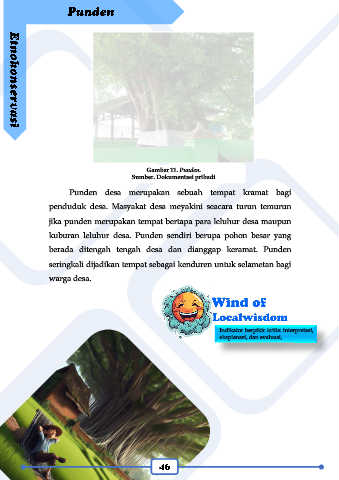 Punden
Etnokonservasi
Gambar 17. Punden.
Sumber. Dokumentasi pribadi
Punden desa merupakan sebuah tempat kramat bagi
penduduk desa. Masyakat desa meyakini seacara turun temurun
jika punden merupakan tempat bertapa para leluhur desa maupun
kuburan leluhur desa. Punden sendiri berupa pohon besar yang
berada ditengah tengah desa dan dianggap keramat. Punden
seringkali dijadikan tempat sebagai kenduren untuk selametan bagi
warga desa.
Wind of
Localwisdom
Indikator berpikir kritis: interpretasi,
eksplanasi, dan evaluasi.
46